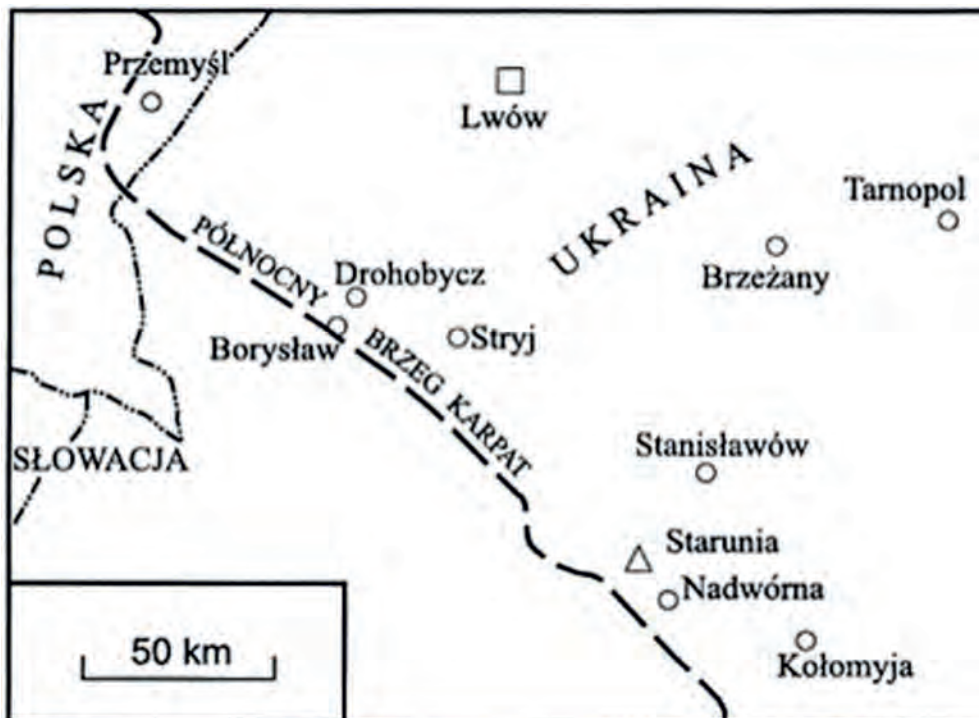 Przemyśl
Lwów
POLSKA
UKRAINA
Tarnopol
Brzeżany
PÓŁNOCNY BRZEG KARPAT
Drohobycz
Borysław
Stryj
SŁOWACJA
Stanisławów
Starunia
Nadwórna
Kołomyja
50 km